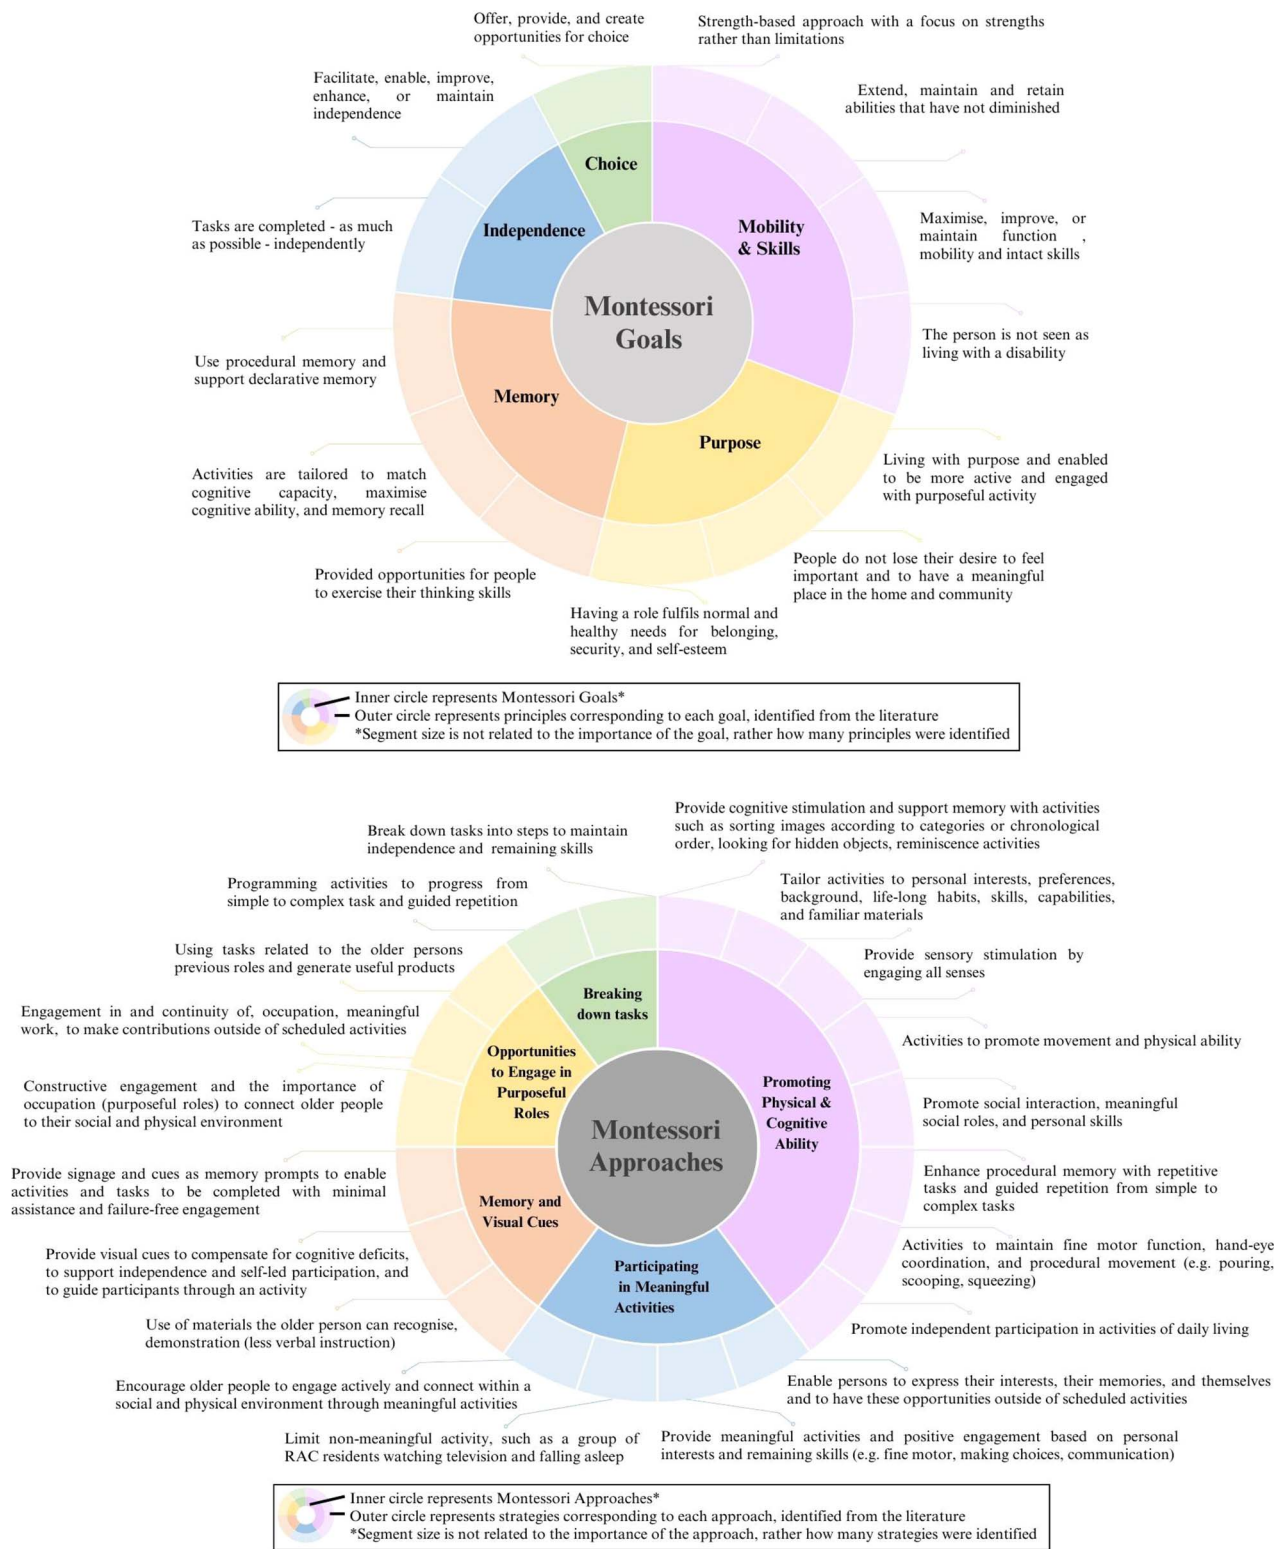 Offer, provide, and create
opportunities for choice
Strength-based approach with a focus on strengths
rather than limitations
Facilitate, enable, improve,
enhance, or maintain
independence
Extend, maintain and retain
abilities that have not diminished
Choice
Independence
Mobility
& Skills
Tasks are completed - as much
as possible - independently
Maximise, improve, or
maintain function ,
mobility and intact skills
Montessori
Goals
The person is not seen as
living with a disability
Use procedural memory and
support declarative memory
Memory
Purpose
Living with purpose and enabled
to be more active and engaged
with purposeful activity
Activities are tailored to match
cognitive capacity, maximise
cognitive ability, and memory recall
People do not lose their desire to feel
important and to have a meaningful
place in the home and community
Provided opportunities for people
to exercise their thinking skills
Having a role fulfils normal and
healthy needs for belonging,
security, and self-esteem
Inner circle represents Montessori Goals*
Outer circle represents principles corresponding to each goal, identified from the literature
*Segment size is not related to the importance of the goal, rather how many principles were identified
Provide cognitive stimulation and support memory with activities
such as sorting images according to categories or chronological
order, looking for hidden objects, reminiscence activities
Break down tasks into steps to maintain
independence and remaining skills
Programming activities to progress from
simple to complex task and guided repetition
Tailor activities to personal interests, preferences,
background, life-long habits, skills, capabilities,
and familiar materials
Using tasks related to the older persons
previous roles and generate useful products
Provide sensory stimulation by
engaging all senses
Breaking
down tasks
Engagement in and continuity of, occupation, meaningful
work, to make contributions outside of scheduled activities
Activities to promote movement and physical ability
Opportunities
to Engage in
Purposeful
Roles
Promoting
Physical &
Cognitive
Ability
Constructive engagement and the importance of
occupation (purposeful roles) to connect older people
to their social and physical environment
Promote social interaction, meaningful
social roles, and personal skills
Montessori
Approaches
Provide signage and cues as memory prompts to enable
activities and tasks to be completed with minimal
assistance and failure-free engagement
Enhance procedural memory with repetitive
tasks and guided repetition from simple to
complex tasks
Memory and
Visual Cues
Provide visual cues to compensate for cognitive deficits,
to support independence and self-led participation, and
to guide participants through an activity
Activities to maintain fine motor function, hand-eye
coordination, and procedural movement (e.g. pouring,
scooping, squeezing)
Participating
in Meaningful
Activities
Use of materials the older person can recognise,
demonstration (less verbal instruction)
Promote independent participation in activities of daily living
Encourage older people to engage actively and connect within a
social and physical environment through meaningful activities
Enable persons to express their interests, their memories, and themselves
and to have these opportunities outside of scheduled activities
Limit non-meaningful activity, such as a group of
RAC residents watching television and falling asleep
Provide meaningful activities and positive engagement based on personal
interests and remaining skills (e.g. fine motor, making choices, communication)
Inner circle represents Montessori Approaches*
Outer circle represents strategies corresponding to each approach, identified from the literature
*Segment size is not related to the importance of the approach, rather how many strategies were identified